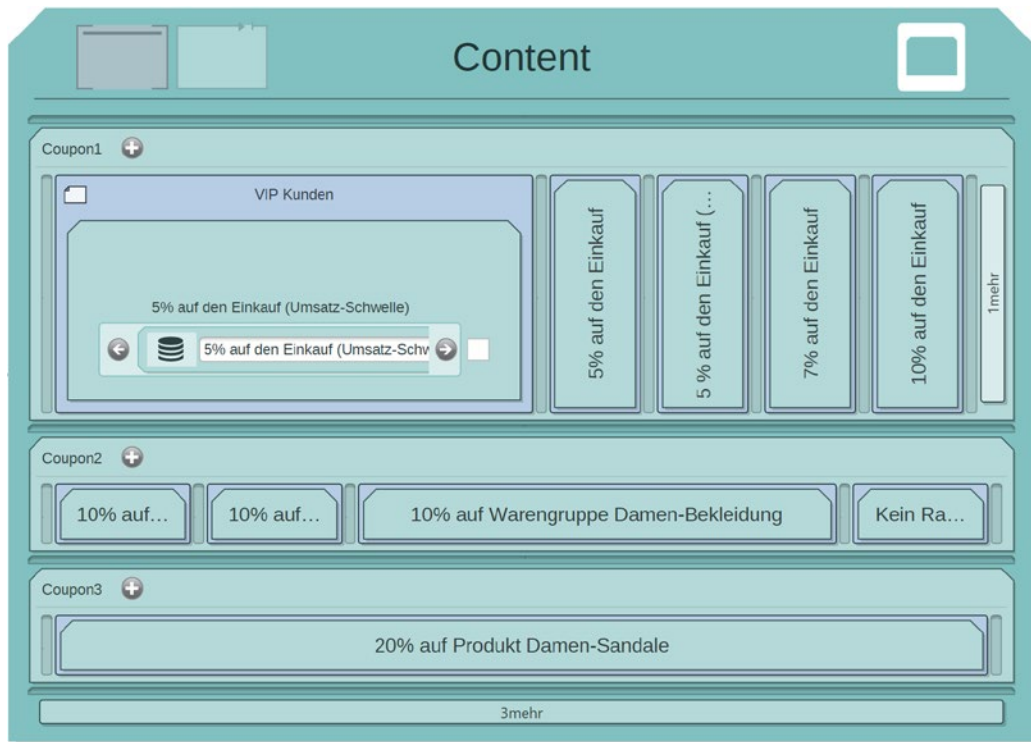 Content
Coupon1
VIP Kunden
5% auf den Einkauf (Umsatz-Schwelle)
5% auf den Einkauf (Umsatz-Schw
5% auf den Einkauf
5 % auf den Einkauf (…
7% auf den Einkauf
10% auf den Einkauf
1mehr
Coupon2
10% auf…
10% auf…
10% auf Warengruppe Damen-Bekleidung
Kein Ra…
Coupon3
20% auf Produkt Damen-Sandale
3mehr